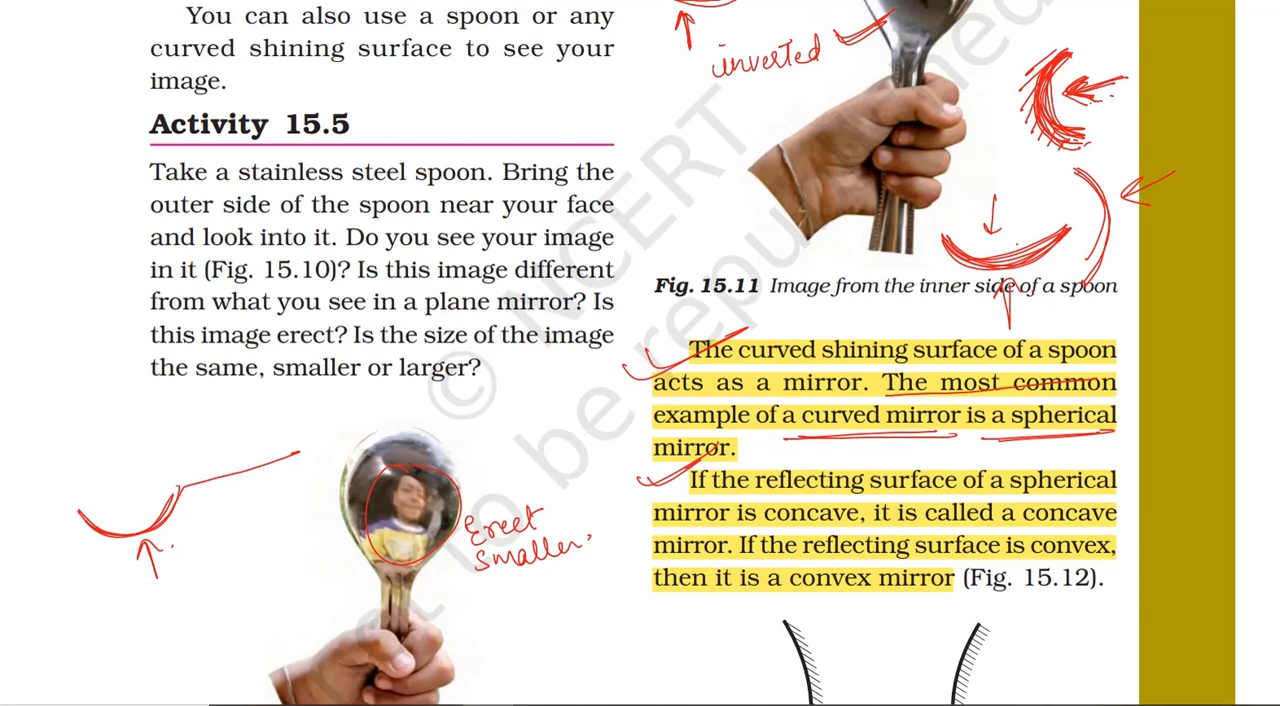 You can also use a spoon or any
curved shining surface to see your
image.
Activity 15.5
Take a stainless steel spoon. Bring the
outer side of the spoon near your face
and look into it. Do you see your image
in it (Fig. 15.10)? Is this image different
from what you see in a plane mirror? Is
this image erect? Is the size of the image
the same, smaller or larger?
Erect
smaller.
inverted
Fig. 15.11 Image from the inner side of a spoon
The curved shining surface of a spoon
acts as a mirror. The most common
example of a curved mirror is a spherical
mirror.
If the reflecting surface of a spherical
mirror is concave, it is called a concave
mirror. If the reflecting surface is convex,
then it is a convex mirror (Fig. 15.12).
© NCERT
to be repu